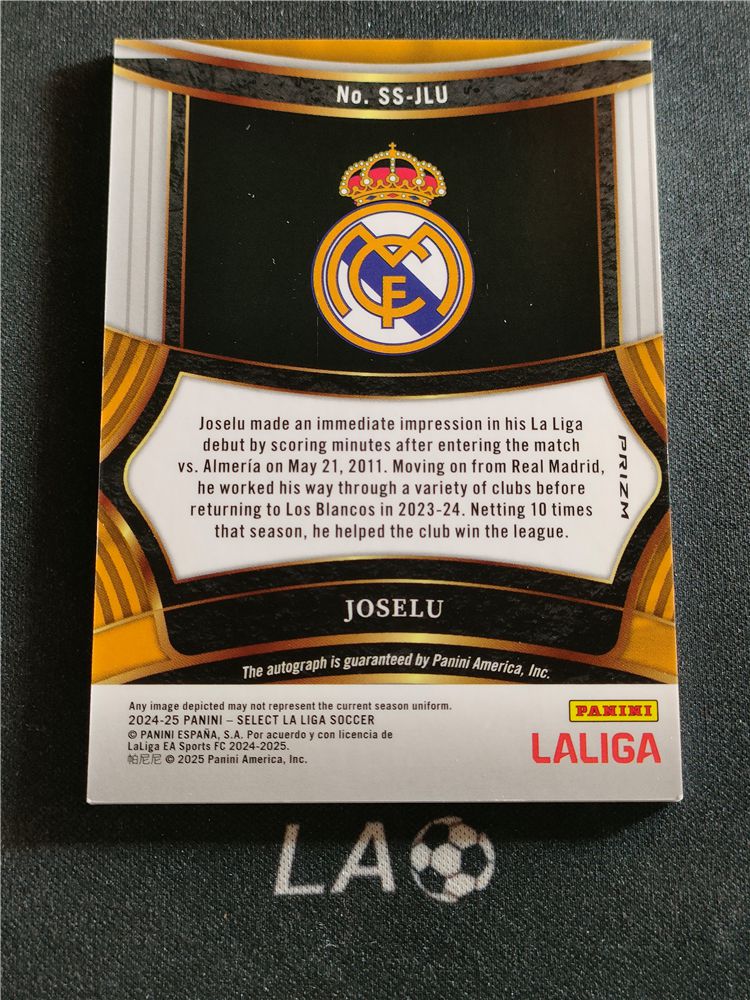 No. SS-JLU
Joselu made an immediate impression in his La Liga
debut by scoring minutes after entering the match
vs. Almería on May 21, 2011. Moving on from Real Madrid,
he worked his way through a variety of clubs before
returning to Los Blancos in 2023-24. Netting 10 times
that season, he helped the club win the league.
PRIZM
JOSELU
The autograph is guaranteed by Panini America, Inc.
Any image depicted may not represent the current season uniform.
2024-25 PANINI – SELECT LA LIGA SOCCER
© PANINI ESPAÑA, S.A. Por acuerdo y con licencia de
LaLiga EA Sports FC 2024-2025.
帕尼尼 © 2025 Panini America, Inc.
PANINI
LALIGA
LA